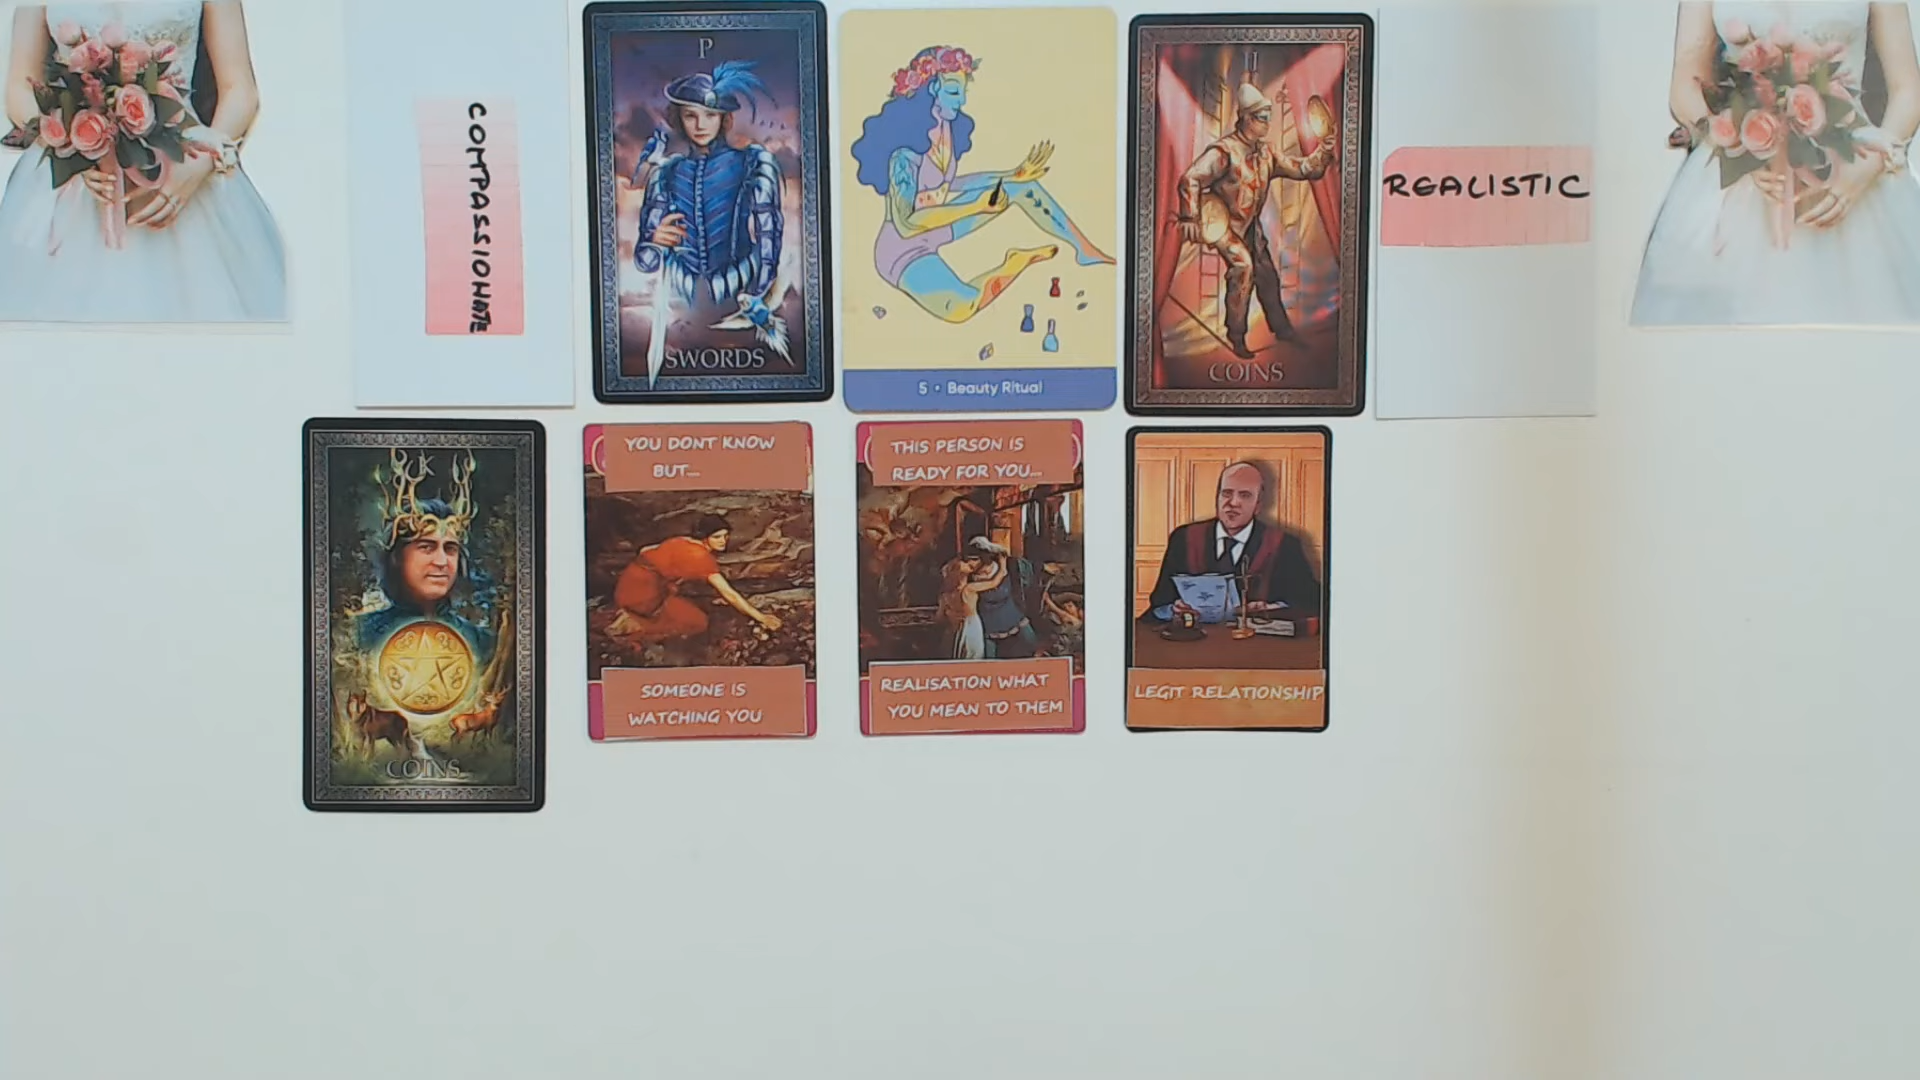 COMPASSIONATE
P
SWORDS
5 • Beauty Ritual
II
COINS
REALISTIC
K
COINS
YOU DONT KNOW
BUT...
SOMEONE IS
WATCHING YOU
THIS PERSON IS
READY FOR YOU...
REALISATION WHAT
YOU MEAN TO THEM
LEGIT RELATIONSHIP